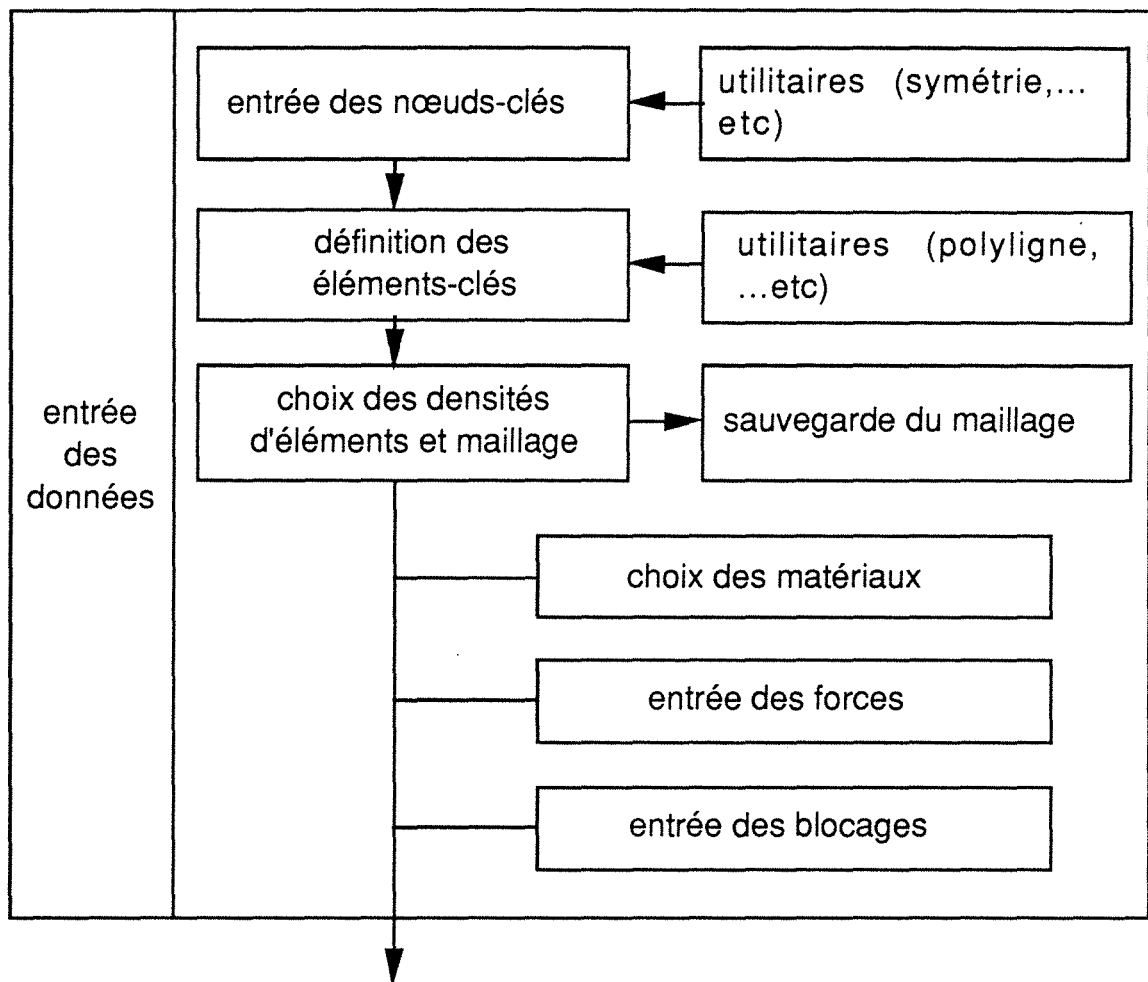 entrée des nœuds-clés
utilitaires (symétrie,...
etc)
définition des
éléments-clés
utilitaires (polyligne,
...etc)
choix des densités
d'éléments et maillage
sauvegarde du maillage
entrée
des
données
choix des matériaux
entrée des forces
entrée des blocages